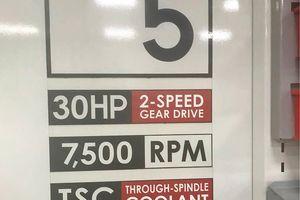 5
30HP 2-SPEED
GEAR DRIVE
7,500 RPM
TSC THROUGH-SPINDLE
COOLANT